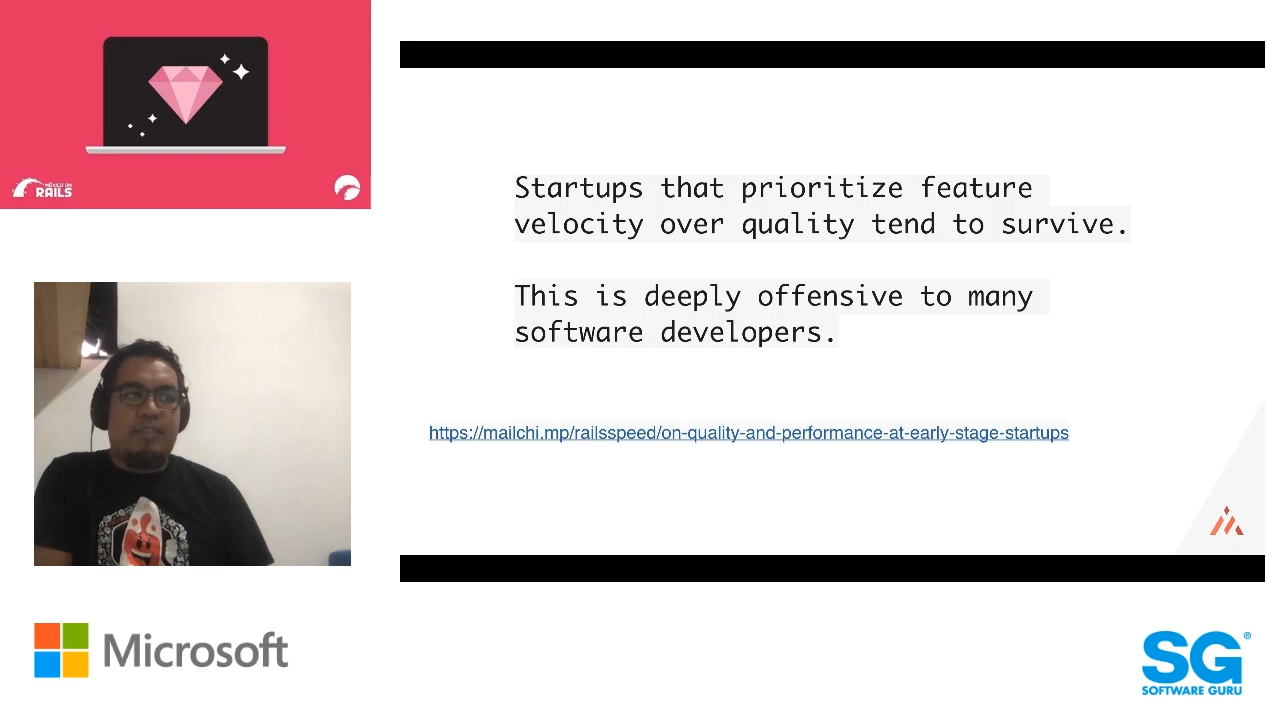 MÉXICO ON
RAILS
Startups that prioritize feature
velocity over quality tend to survive.
This is deeply offensive to many
software developers.
https://mailchi.mp/railsspeed/on-quality-and-performance-at-early-stage-startups
Microsoft
SG®
SOFTWARE GURU